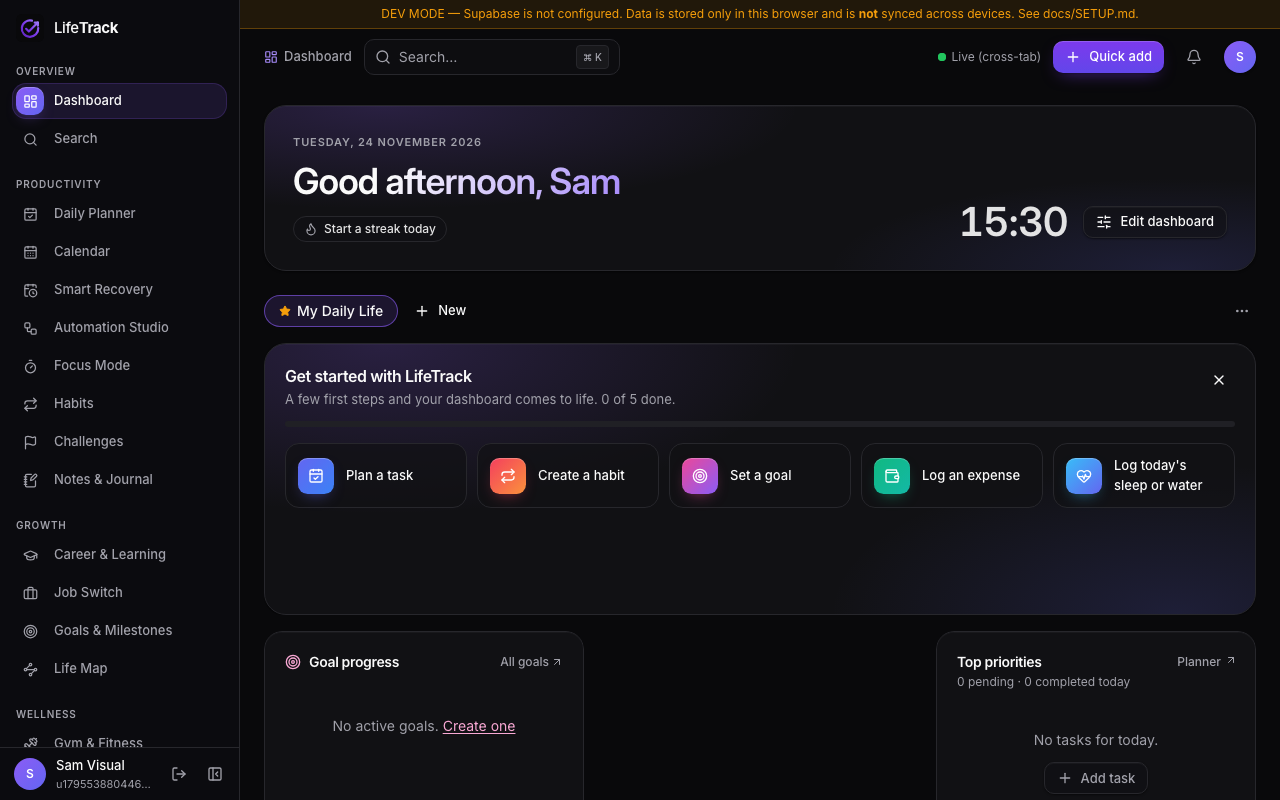 LifeTrack
OVERVIEW
Dashboard
Search
PRODUCTIVITY
Daily Planner
Calendar
Smart Recovery
Automation Studio
Focus Mode
Habits
Challenges
Notes & Journal
GROWTH
Career & Learning
Job Switch
Goals & Milestones
Life Map
WELLNESS
Gym & Fitness
S
Sam Visual
u179553880446...
DEV MODE — Supabase is not configured. Data is stored only in this browser and is not synced across devices. See docs/SETUP.md.
Dashboard
Search...
⌘ K
Live (cross-tab)
Quick add
S
TUESDAY, 24 NOVEMBER 2026
Good afternoon, Sam
Start a streak today
15:30
Edit dashboard
My Daily Life
New
Get started with LifeTrack
A few first steps and your dashboard comes to life. 0 of 5 done.
Plan a task
Create a habit
Set a goal
Log an expense
Log today's
sleep or water
Goal progress
All goals
No active goals. Create one
Top priorities
Planner
0 pending · 0 completed today
No tasks for today.
Add task